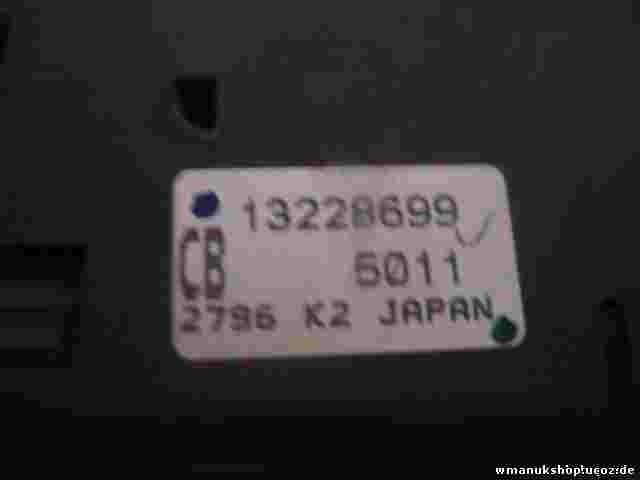 13228699
CB
5011
2796 K2 JAPAN
wmanukshop.ucoz.de